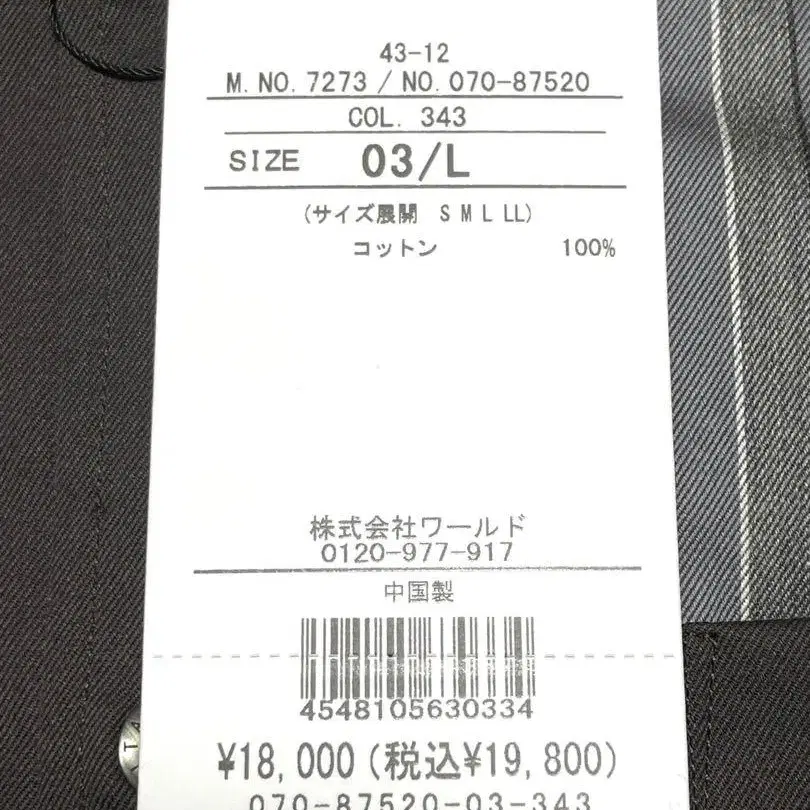 43-12
M.NO.7273 / NO.070-87520
COL. 343
SIZE 03/L
(サイズ展開 S M L LL)
コットン 100%
株式会社ワールド
0120-977-917
中国製
4548105630334
¥18,000(税込¥19,800)
070-87520-03-343